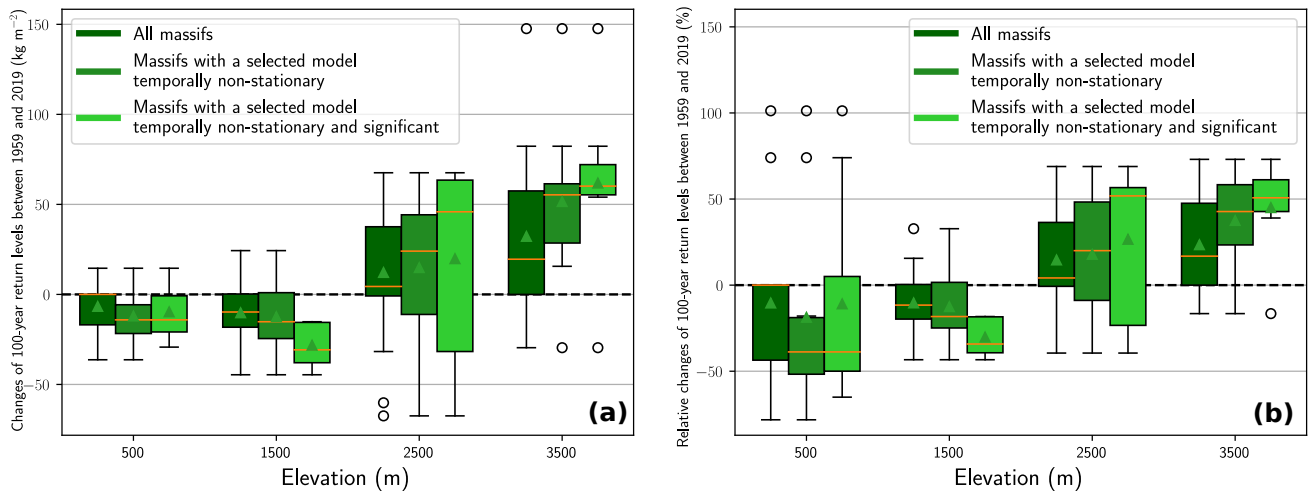 Changes of 100-year return levels between 1959 and 2019 (kg m−2)
150
100
50
0
−50
All massifs
Massifs with a selected model
temporally non-stationary
Massifs with a selected model
temporally non-stationary and significant
(a)
500 1500 2500 3500
Elevation (m)
Relative changes of 100-year return levels between 1959 and 2019 (%)
150
100
50
0
−50
All massifs
Massifs with a selected model
temporally non-stationary
Massifs with a selected model
temporally non-stationary and significant
(b)
500 1500 2500 3500
Elevation (m)